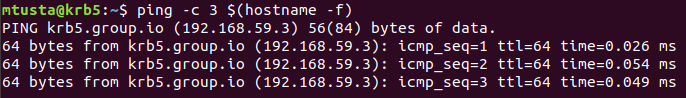 mtusta@krb5:~$ ping -c 3 $(hostname -f)
PING krb5.group.io (192.168.59.3) 56(84) bytes of data.
64 bytes from krb5.group.io (192.168.59.3): icmp_seq=1 ttl=64 time=0.026 ms
64 bytes from krb5.group.io (192.168.59.3): icmp_seq=2 ttl=64 time=0.054 ms
64 bytes from krb5.group.io (192.168.59.3): icmp_seq=3 ttl=64 time=0.049 ms